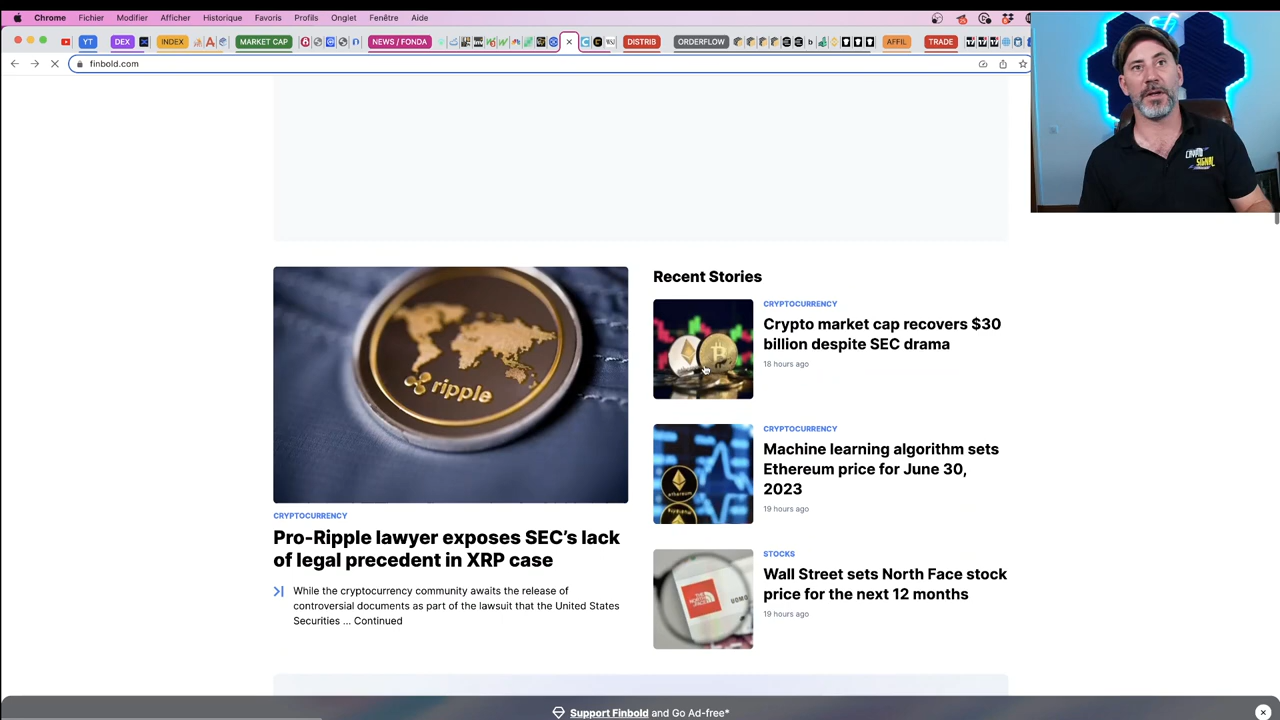 Chrome Fichier Modifier Afficher Historique Favoris Profils Onglet Fenêtre Aide
YT DEX INDEX MARKET CAP NEWS / FONDA DISTRIB ORDERFLOW AFFIL TRADE
finbold.com
CRYPTO
SIGNAL
ripple
CRYPTOCURRENCY
Pro-Ripple lawyer exposes SEC’s lack
of legal precedent in XRP case
While the cryptocurrency community awaits the release of
controversial documents as part of the lawsuit that the United States
Securities ... Continued
Recent Stories
CRYPTOCURRENCY
Crypto market cap recovers $30
billion despite SEC drama
18 hours ago
CRYPTOCURRENCY
Machine learning algorithm sets
Ethereum price for June 30,
2023
19 hours ago
STOCKS
Wall Street sets North Face stock
price for the next 12 months
19 hours ago
Support Finbold and Go Ad-free*